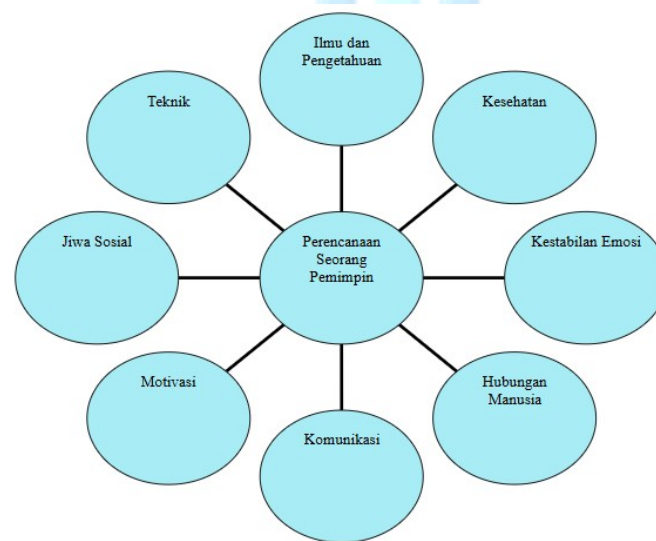 Ilmu dan
Pengetahuan
Teknik
Kesehatan
Jiwa Sosial
Perencanaan
Seorang
Pemimpin
Kestabilan Emosi
Motivasi
Komunikasi
Hubungan
Manusia